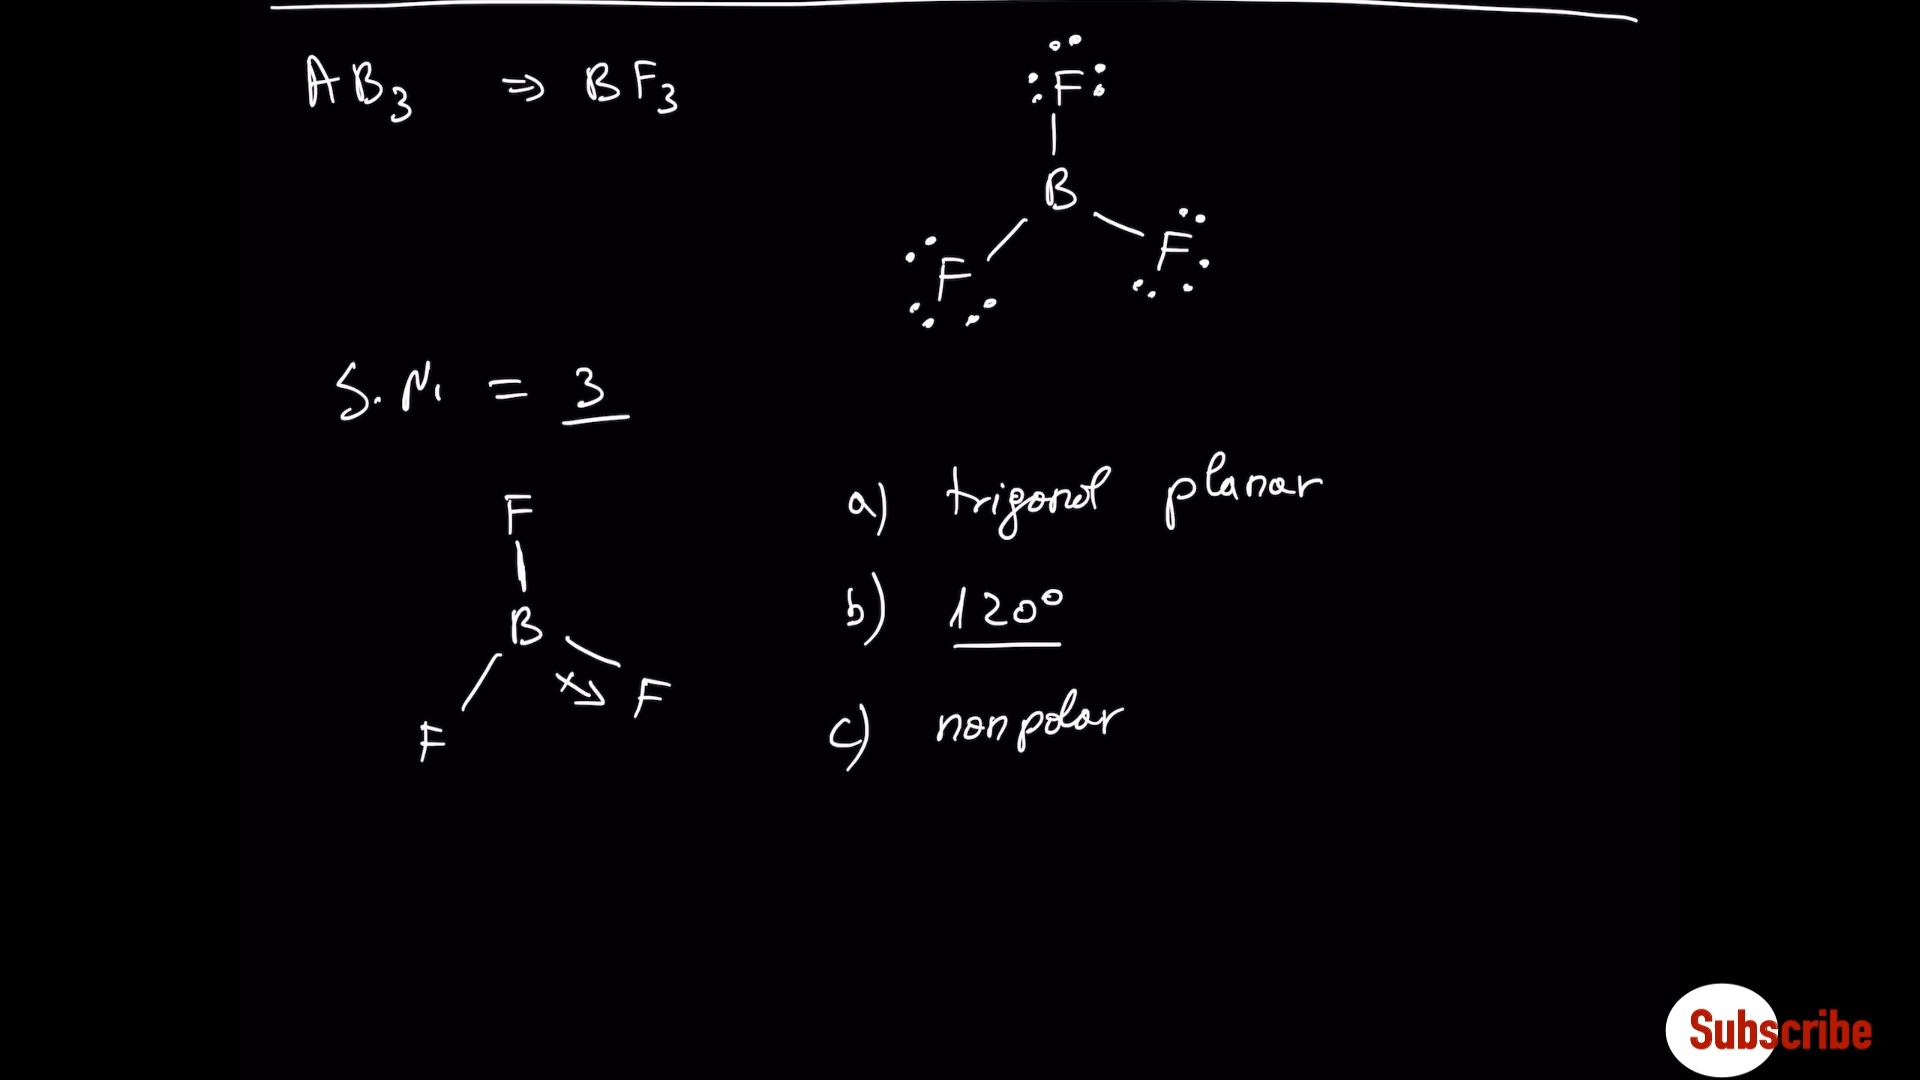 AB3 ⇒ BF3
F
B
F F
S.N. = 3
F
B
F
F
a) trigonal planar
b) 120°
c) nonpolar
Subscribe